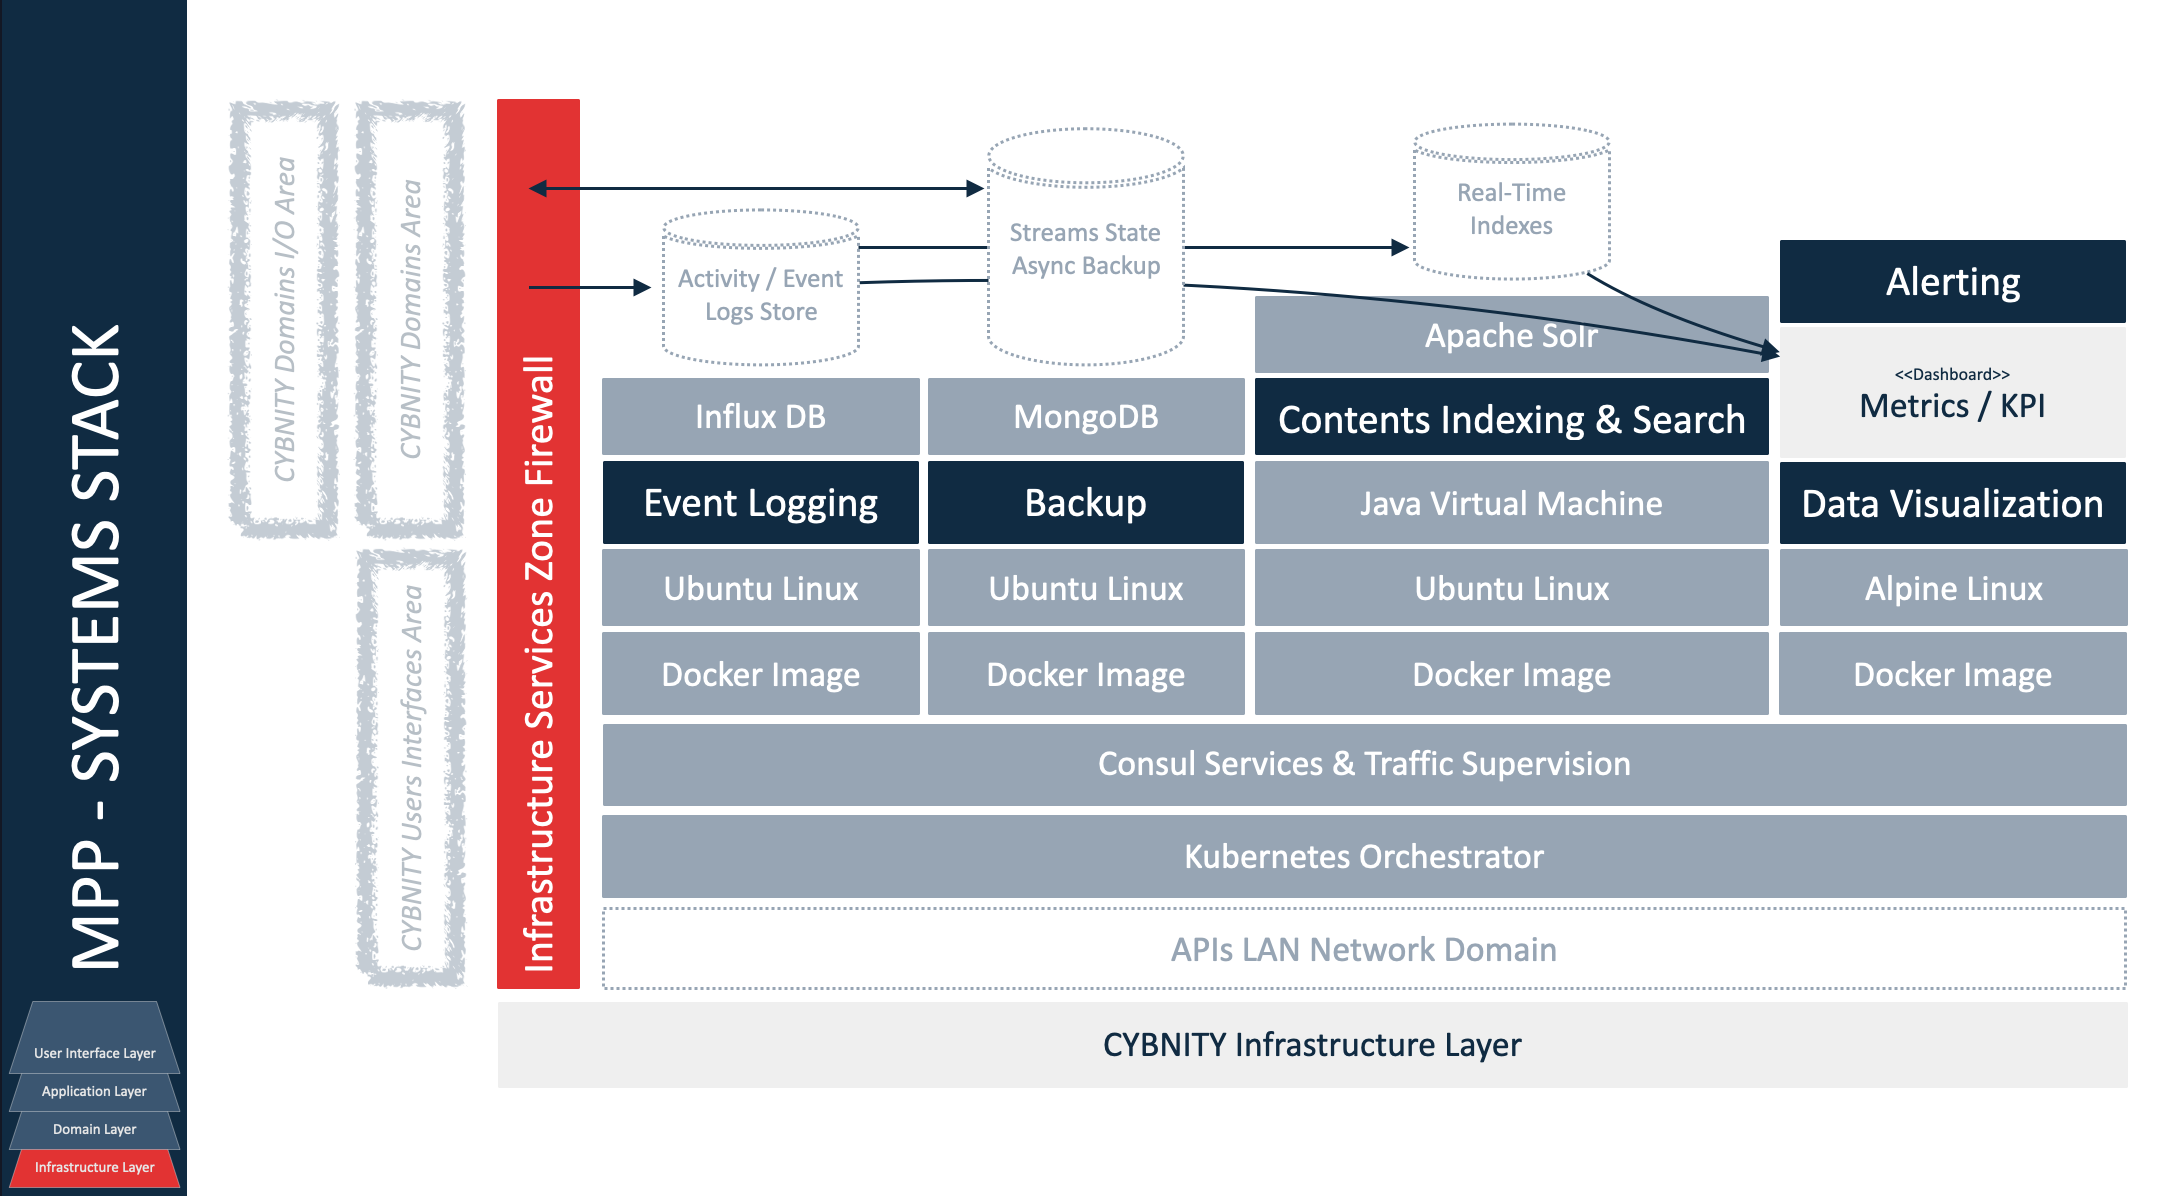 MPP - SYSTEMS STACK
User Interface Layer
Application Layer
Domain Layer
Infrastructure Layer
CYBNITY Domains I/O Area
CYBNITY Domains Area
CYBNITY Users Interfaces Area
Infrastructure Services Zone Firewall
Activity / Event
Logs Store
Streams State
Async Backup
Real-Time
Indexes
Alerting
<<Dashboard>>
Metrics / KPI
Data Visualization
Apache Solr
Contents Indexing & Search
Influx DB
MongoDB
Event Logging
Backup
Java Virtual Machine
Ubuntu Linux
Ubuntu Linux
Ubuntu Linux
Alpine Linux
Docker Image
Docker Image
Docker Image
Docker Image
Consul Services & Traffic Supervision
Kubernetes Orchestrator
APIs LAN Network Domain
CYBNITY Infrastructure Layer